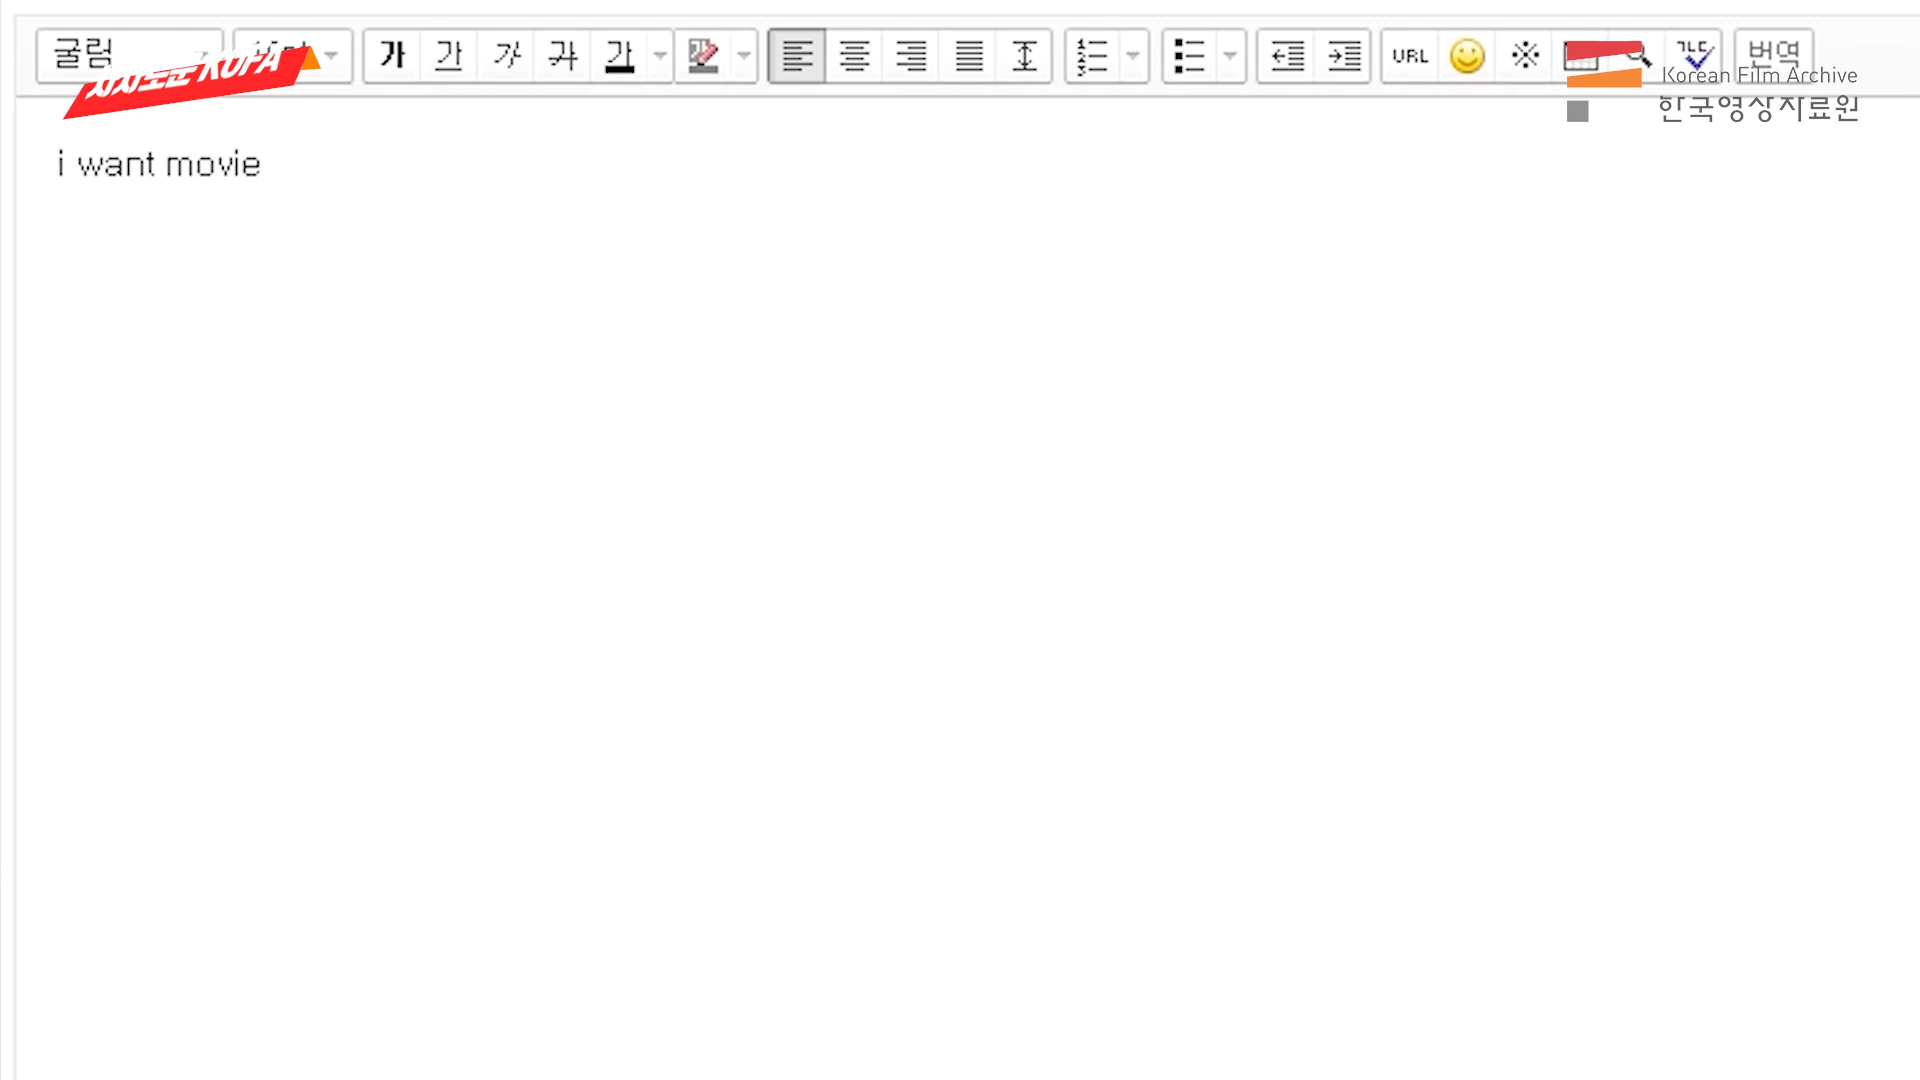 굴림
가 가 가 가 가
URL
※
번역
KOFA
Korean Film Archive
한국영상자료원
i want movie